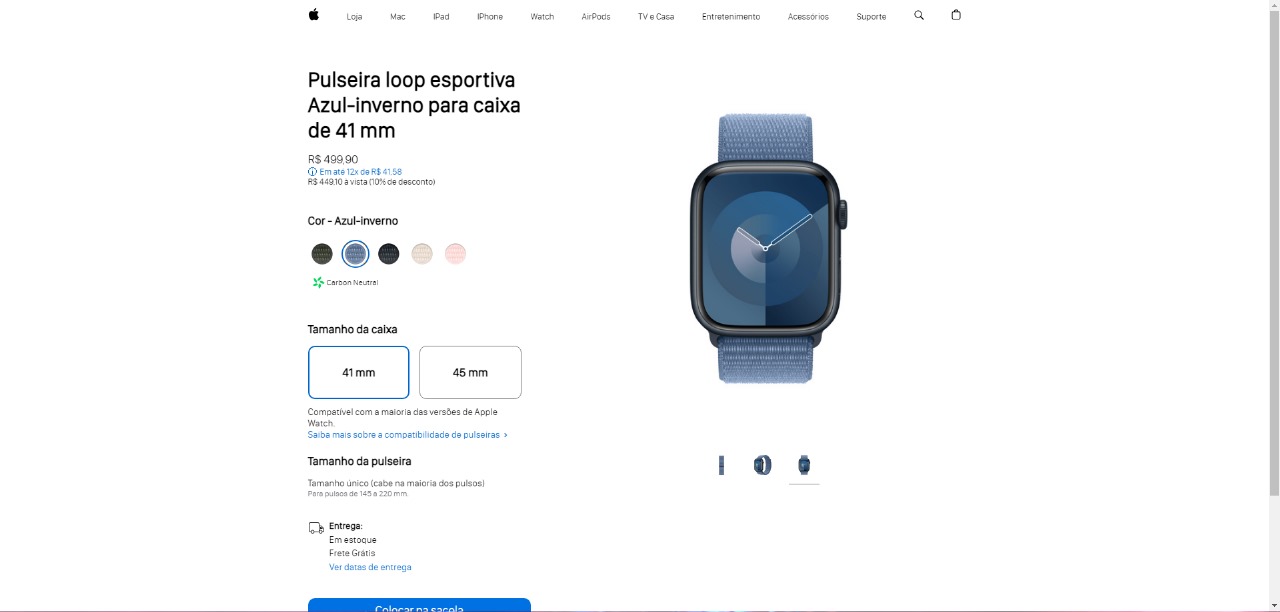 Loja Mac iPad iPhone Watch AirPods TV e Casa Entretenimento Acessórios Suporte
Pulseira loop esportiva
Azul-inverno para caixa
de 41 mm
R$ 499,90
Em até 12x de R$ 41,58
R$ 449,10 à vista (10% de desconto)
Cor - Azul-inverno
Carbon Neutral
Tamanho da caixa
41 mm 45 mm
Compatível com a maioria das versões de Apple
Watch.
Saiba mais sobre a compatibilidade de pulseiras >
Tamanho da pulseira
Tamanho único (cabe na maioria dos pulsos)
Para pulsos de 145 a 220 mm.
Entrega:
Em estoque
Frete Grátis
Ver datas de entrega
Colocar na sacola